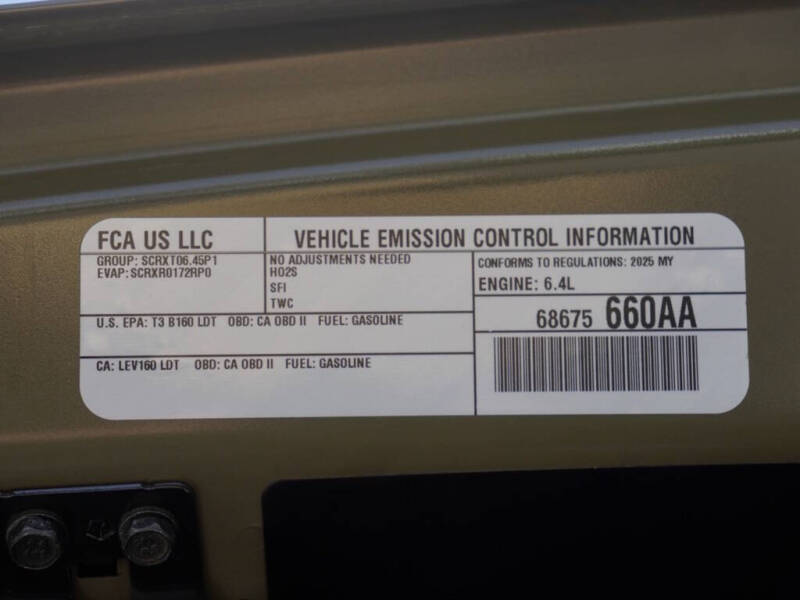 FCA US LLC
VEHICLE EMISSION CONTROL INFORMATION
GROUP: SCRXT06.45P1
EVAP: SCRXR0172RP0
NO ADJUSTMENTS NEEDED
HO2S
SFI
TWC
CONFORMS TO REGULATIONS: 2025 MY
ENGINE: 6.4L
U.S. EPA: T3 B160 LDT OBD: CA OBD II FUEL: GASOLINE
68675 660AA
CA: LEV160 LDT OBD: CA OBD II FUEL: GASOLINE